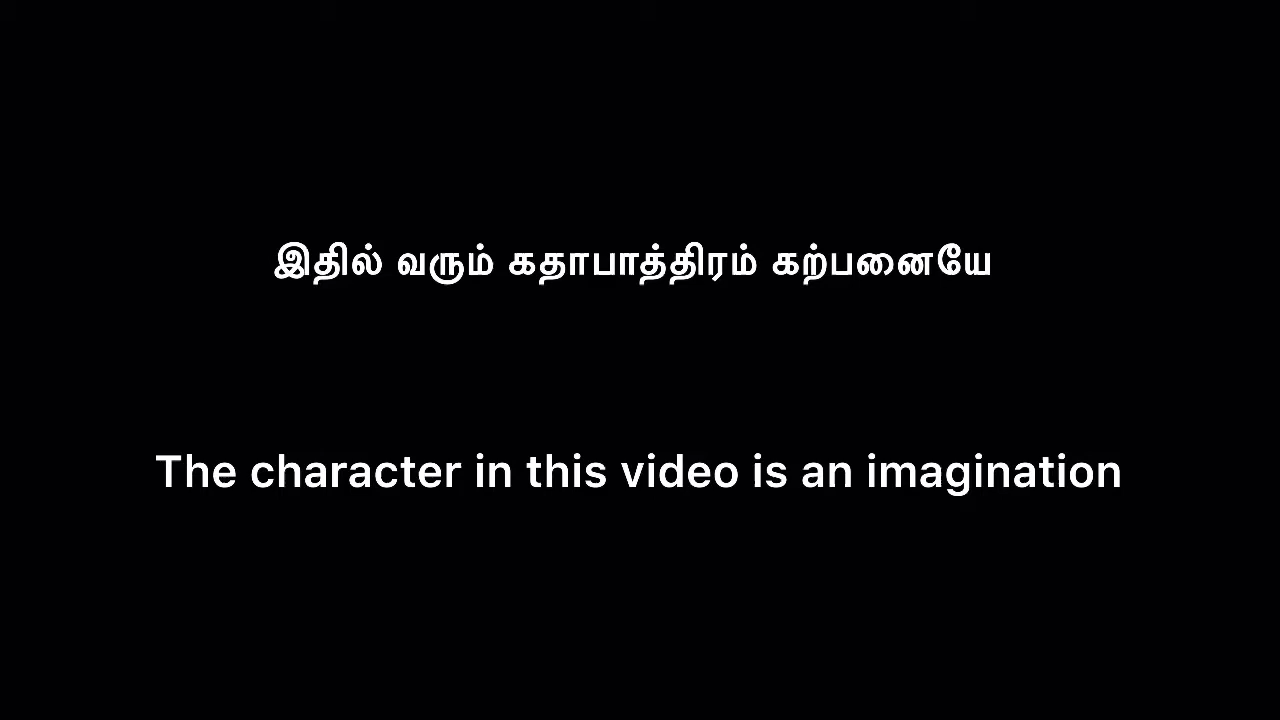 இதில் வரும் கதாபாத்திரம் கற்பனையே
The character in this video is an imagination